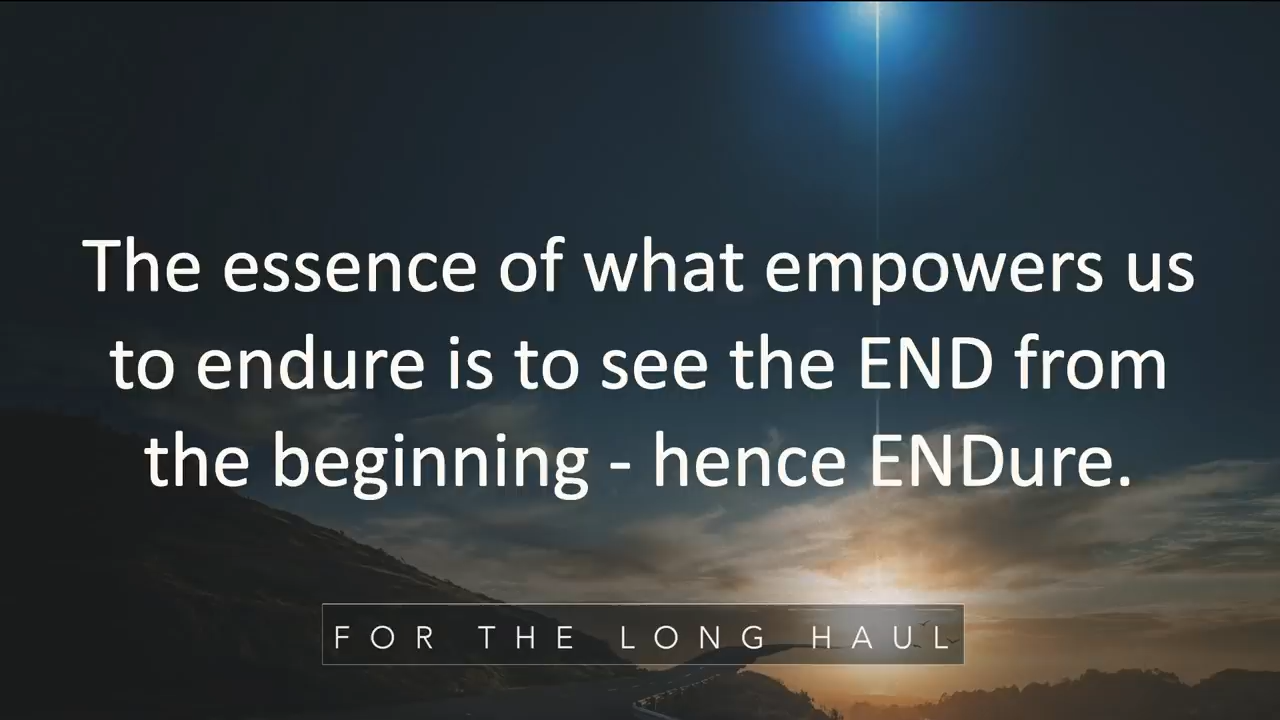 The essence of what empowers us
to endure is to see the END from
the beginning - hence ENDure.
FOR THE LONG HAUL